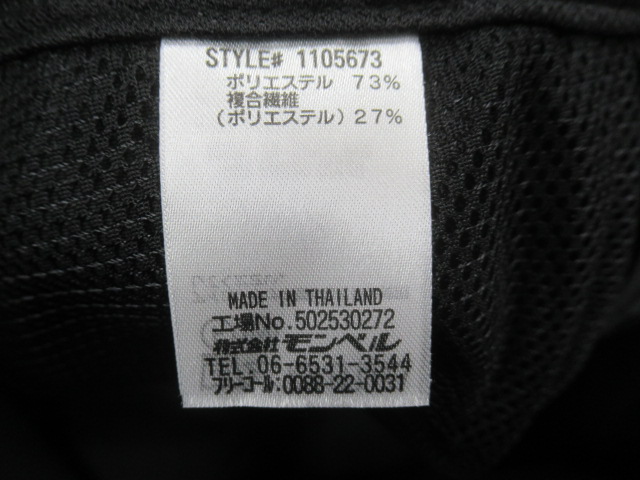 STYLE# 1105673
ポリエステル 73%
複合繊維
(ポリエステル)27%
MADE IN THAILAND
工場No.502530272
株式会社 モンベル
TEL.06-6531-3544
フリーコール:0088-22-0031